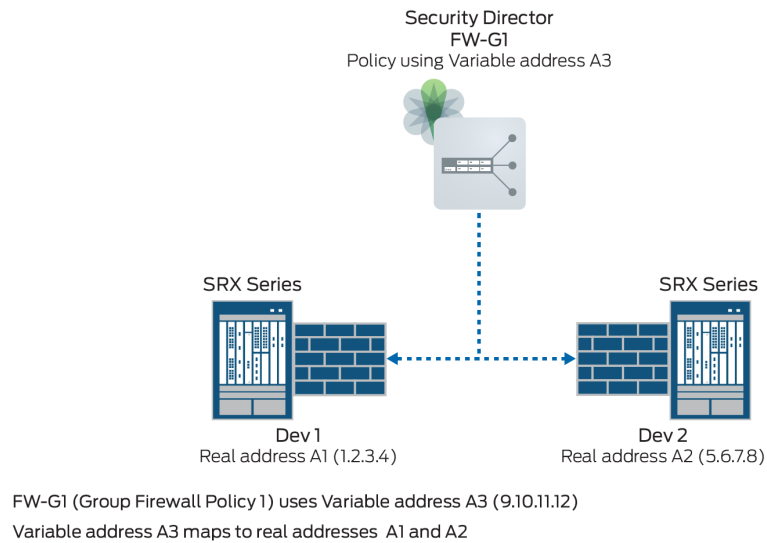 Security Director
FW-G1
Policy using Variable address A3
SRX Series
SRX Series
Dev 1
Real address A1 (1.2.3.4)
Dev 2
Real address A2 (5.6.7.8)
FW-G1 (Group Firewall Policy 1) uses Variable address A3 (9.10.11.12)
Variable address A3 maps to real addresses A1 and A2